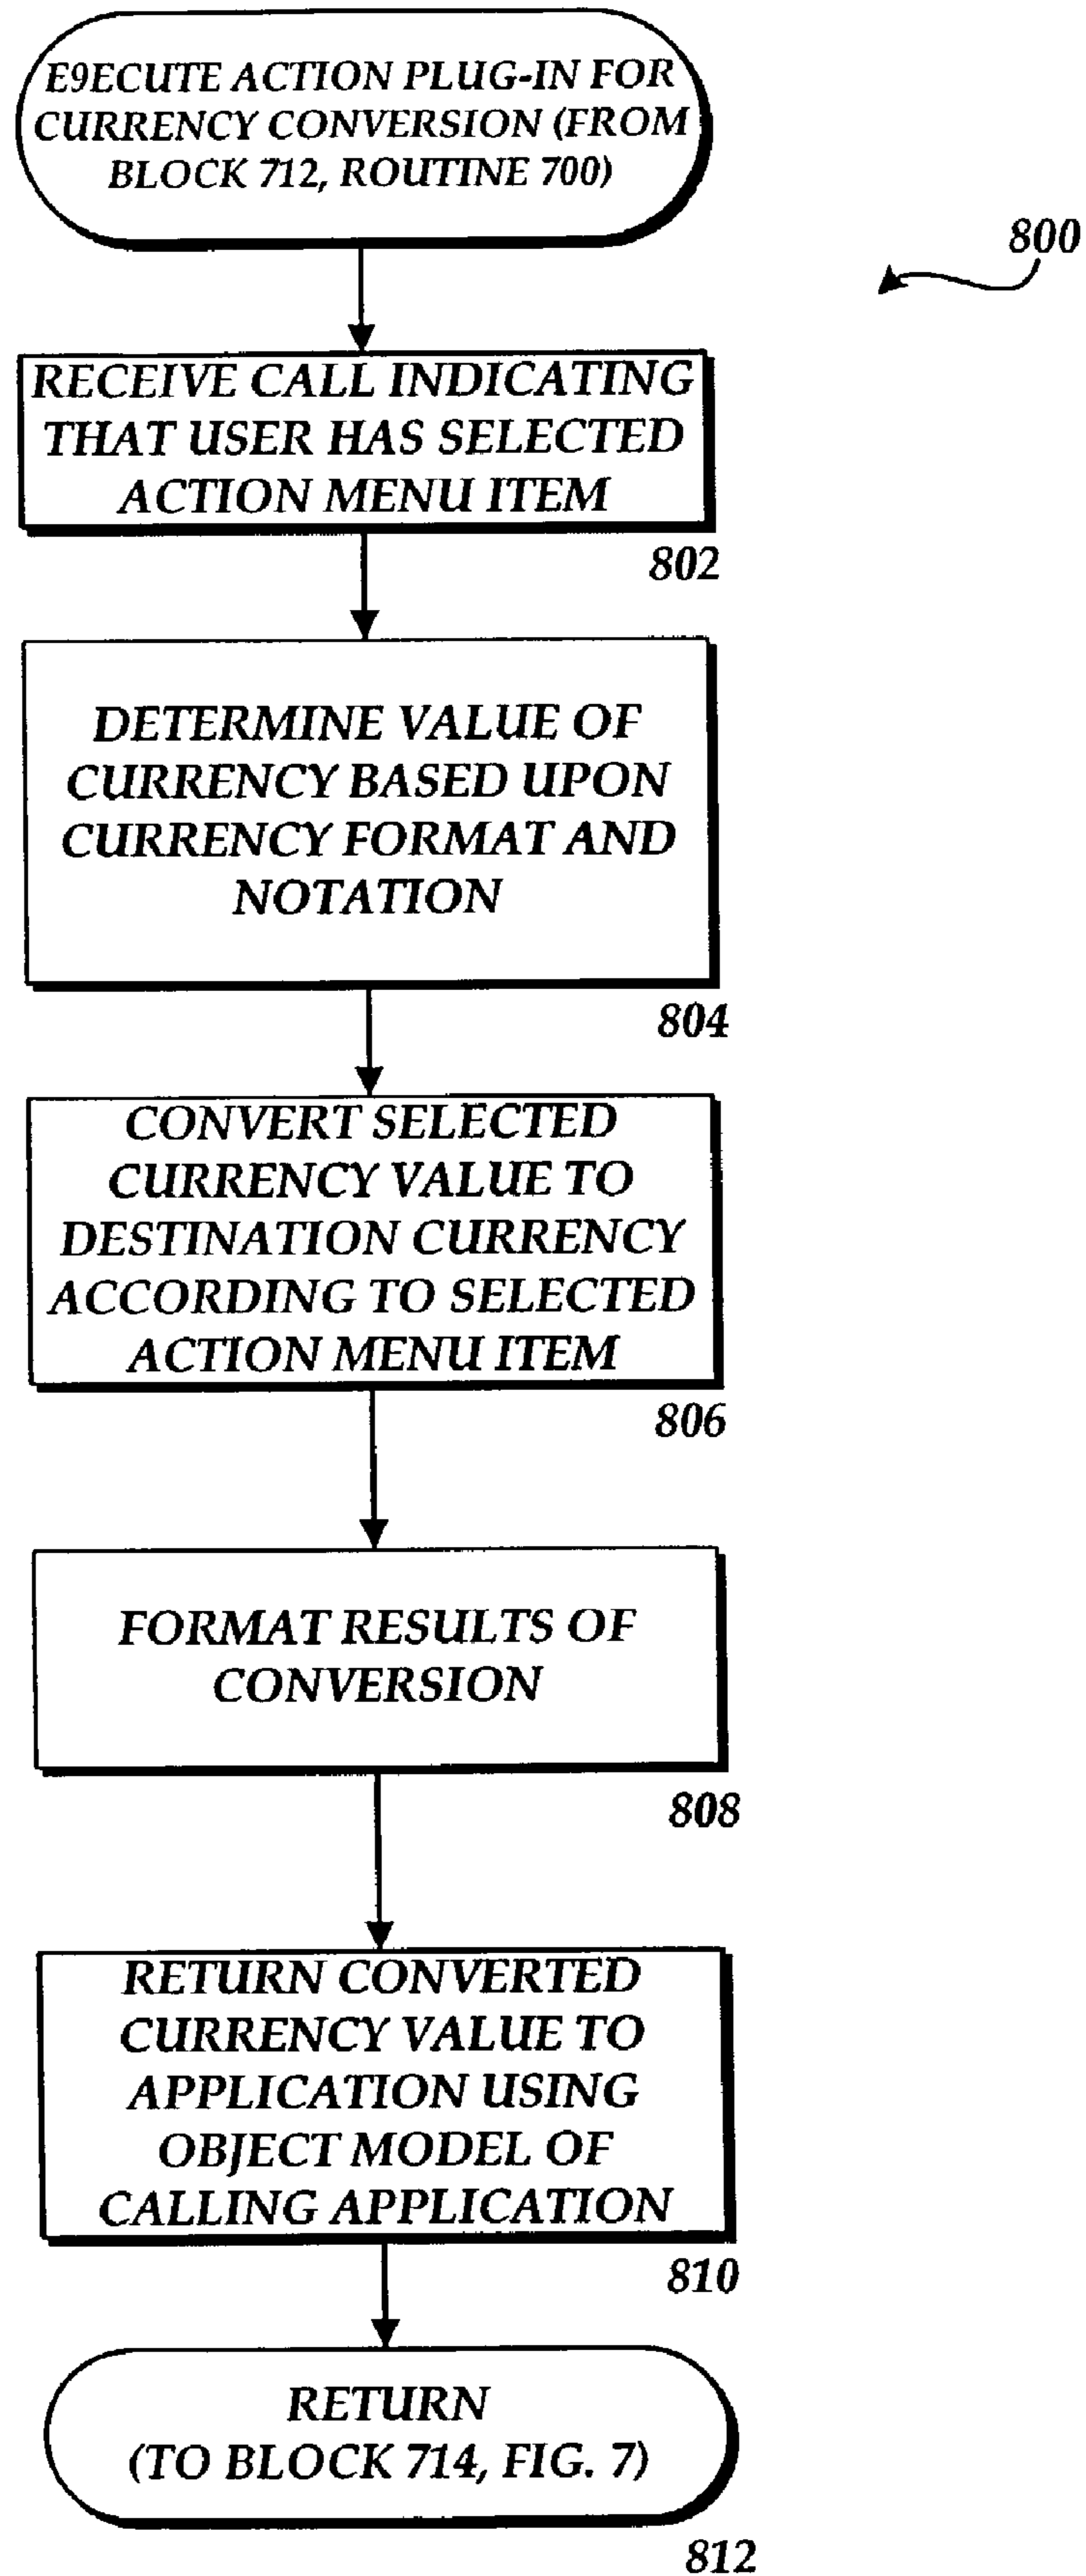 E9ECUTE ACTION PLUG-IN FOR
CURRENCY CONVERSION (FROM
BLOCK 712, ROUTINE 700)
800
RECEIVE CALL INDICATING
THAT USER HAS SELECTED
ACTION MENU ITEM
802
DETERMINE VALUE OF
CURRENCY BASED UPON
CURRENCY FORMAT AND
NOTATION
804
CONVERT SELECTED
CURRENCY VALUE TO
DESTINATION CURRENCY
ACCORDING TO SELECTED
ACTION MENU ITEM
806
FORMAT RESULTS OF
CONVERSION
808
RETURN CONVERTED
CURRENCY VALUE TO
APPLICATION USING
OBJECT MODEL OF
CALLING APPLICATION
810
RETURN
(TO BLOCK 714, FIG. 7)
812